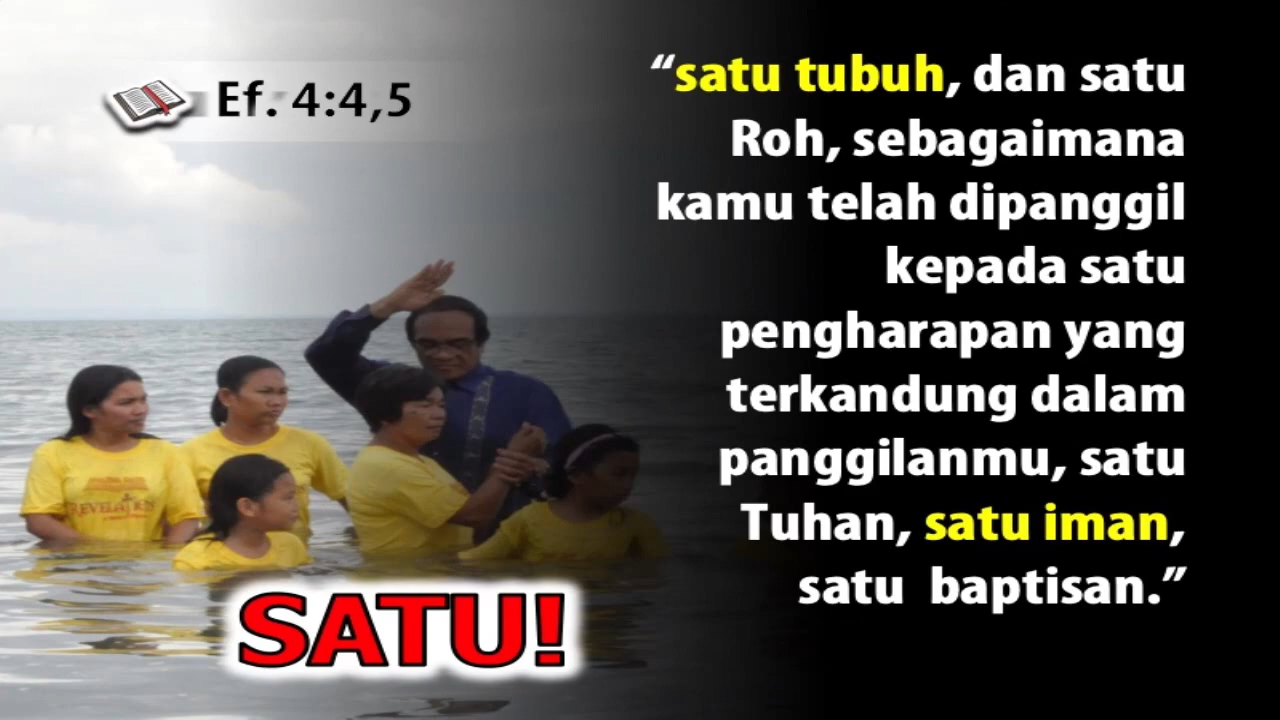 Ef. 4:4,5
“satu tubuh, dan satu
Roh, sebagaimana
kamu telah dipanggil
kepada satu
pengharapan yang
terkandung dalam
panggilanmu, satu
Tuhan, satu iman,
satu baptisan.”
SATU!